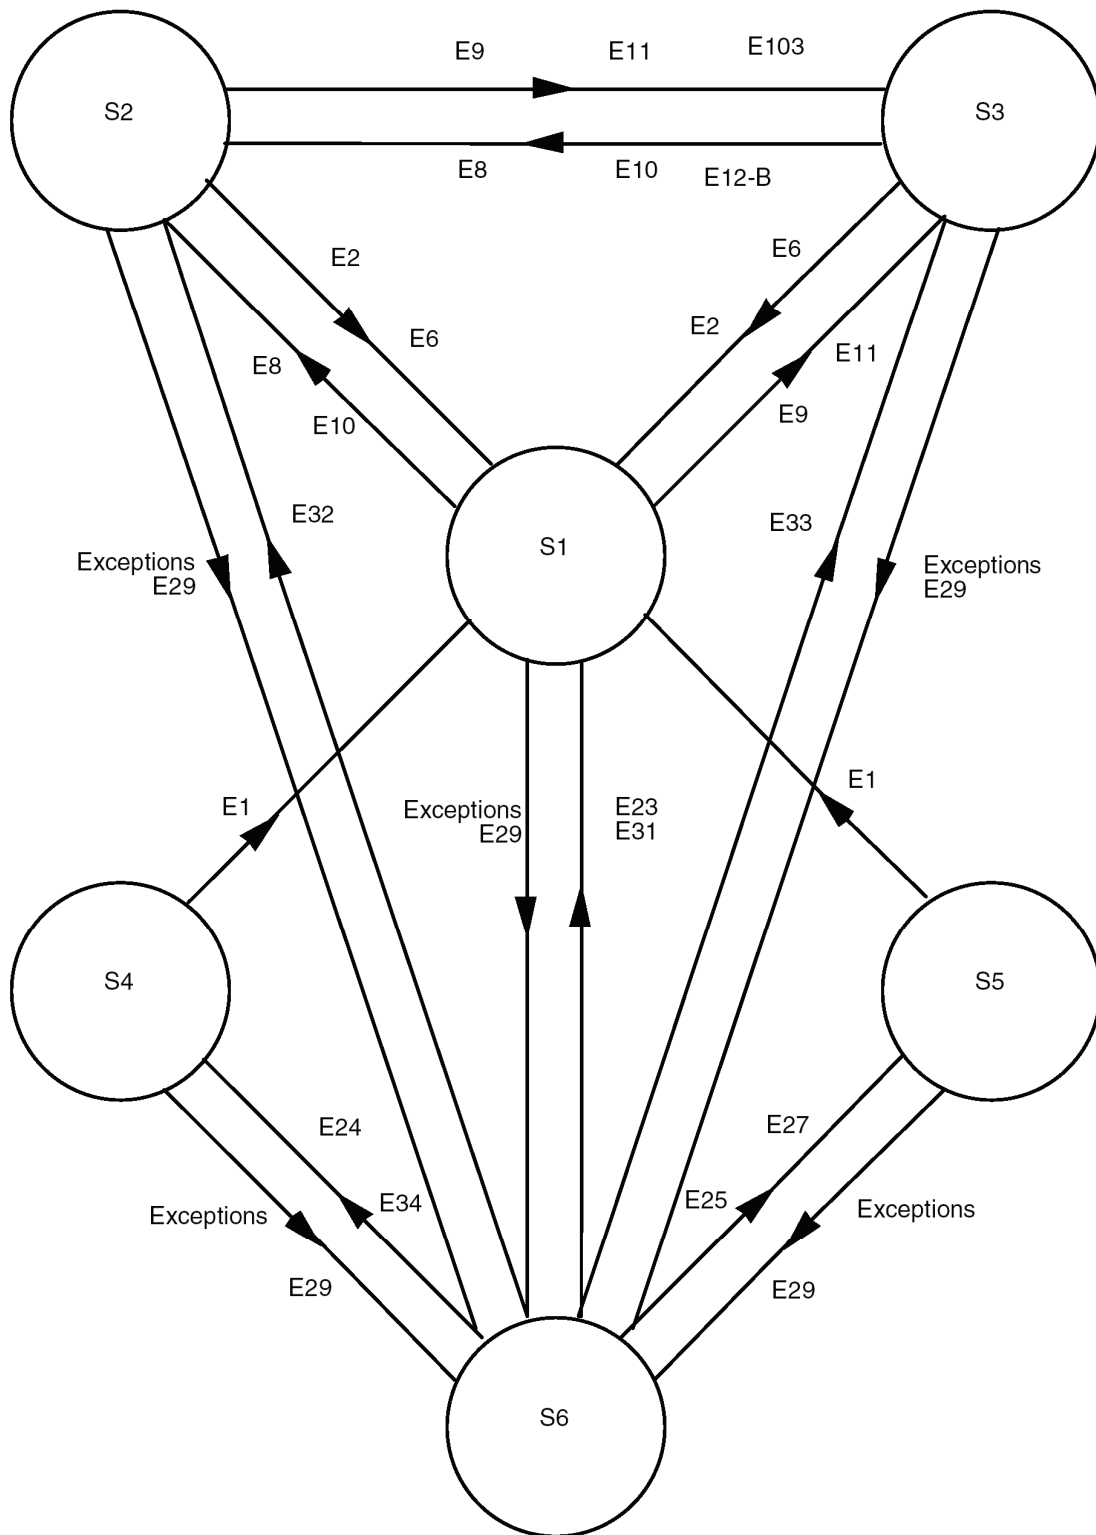 E9 E11 E103
S2 S3
E8 E10 E12-B
E2 E6
E6 E2
E8 E11
E10 E9
E32 E33
S1
Exceptions
E29
Exceptions
E29
E1 E1
Exceptions
E29
E23
E31
S4 S5
E24 E27
E34 E25
Exceptions Exceptions
E29 E29
S6